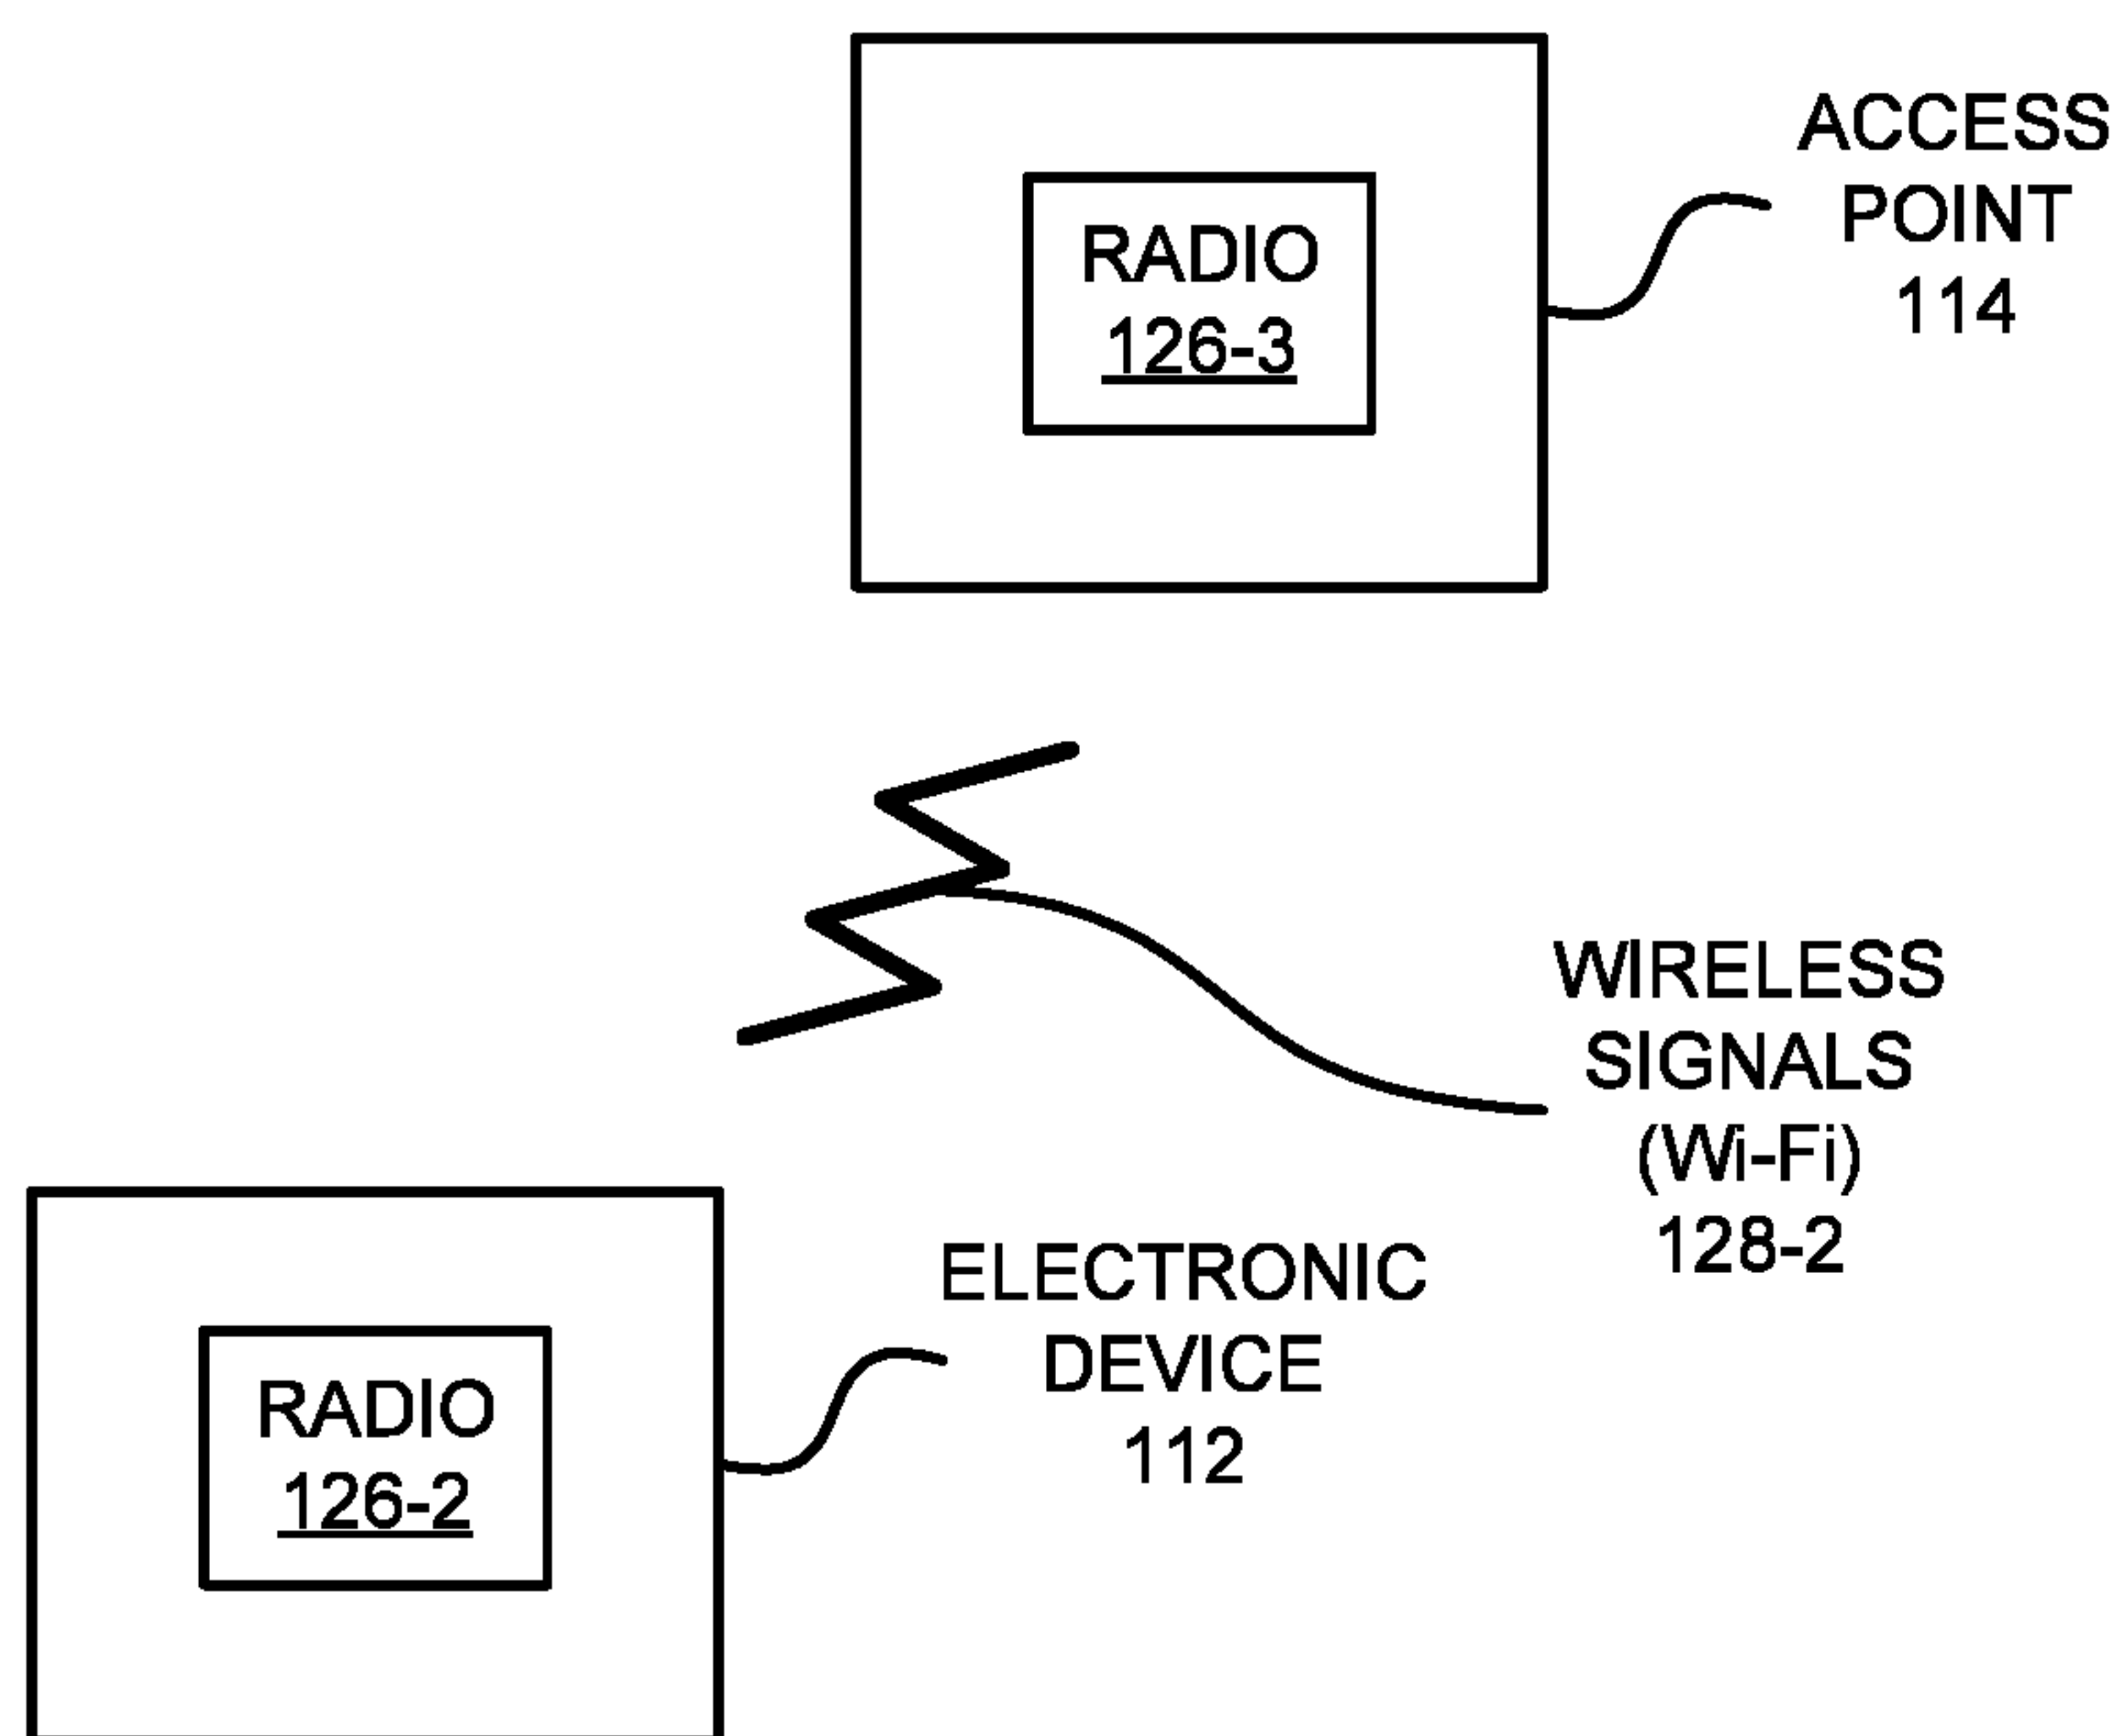 ACCESS
POINT
114
RADIO
126-3
WIRELESS
SIGNALS
(Wi-Fi)
128-2
ELECTRONIC
DEVICE
112
RADIO
126-2